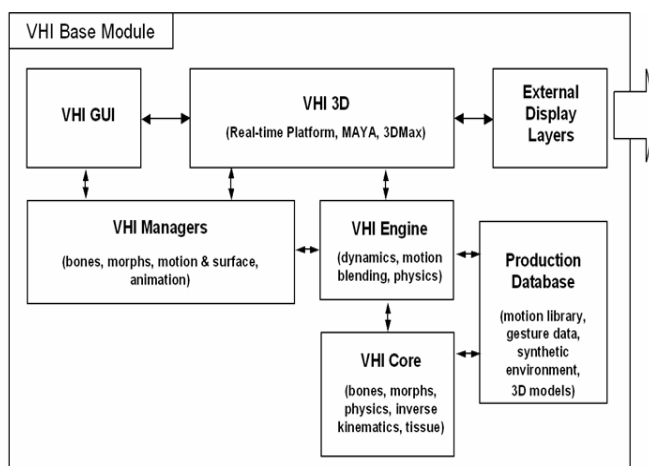 VHI Base Module
VHI GUI
VHI 3D
(Real-time Platform, MAYA, 3DMax)
External
Display
Layers
VHI Managers
(bones, morphs, motion & surface,
animation)
VHI Engine
(dynamics, motion
blending, physics)
Production
Database
(motion library,
gesture data,
synthetic
environment,
3D models)
VHI Core
(bones, morphs,
physics, inverse
kinematics, tissue)